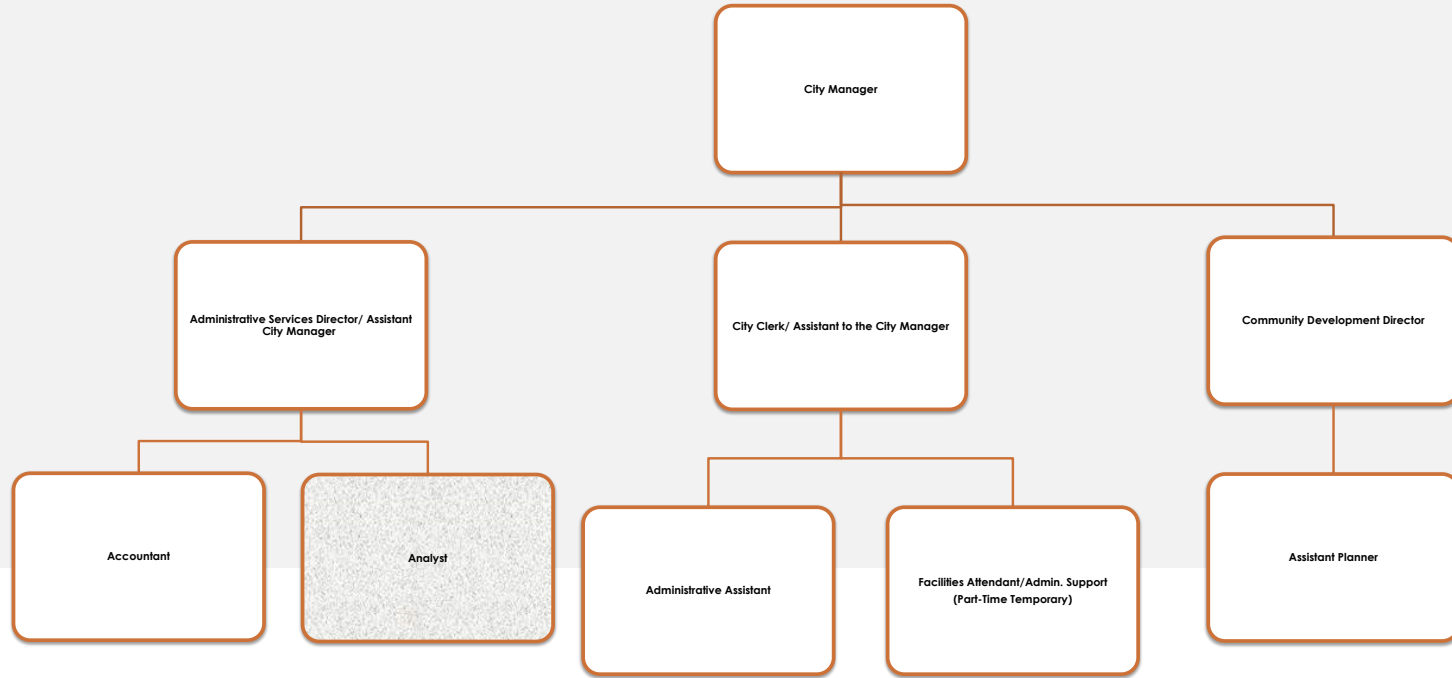 City Manager
Administrative Services Director/ Assistant
City Manager
City Clerk/ Assistant to the City Manager
Community Development Director
Accountant
Analyst
Administrative Assistant
Facilities Attendant/Admin. Support
(Part-Time Temporary)
Assistant Planner